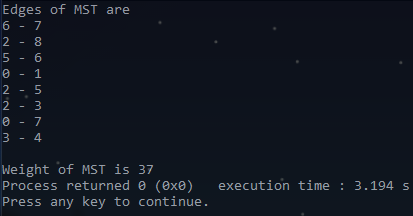 Edges of MST are
6 - 7
2 - 8
5 - 6
0 - 1
2 - 5
2 - 3
0 - 7
3 - 4
Weight of MST is 37
Process returned 0 (0x0)   execution time : 3.194 s
Press any key to continue.